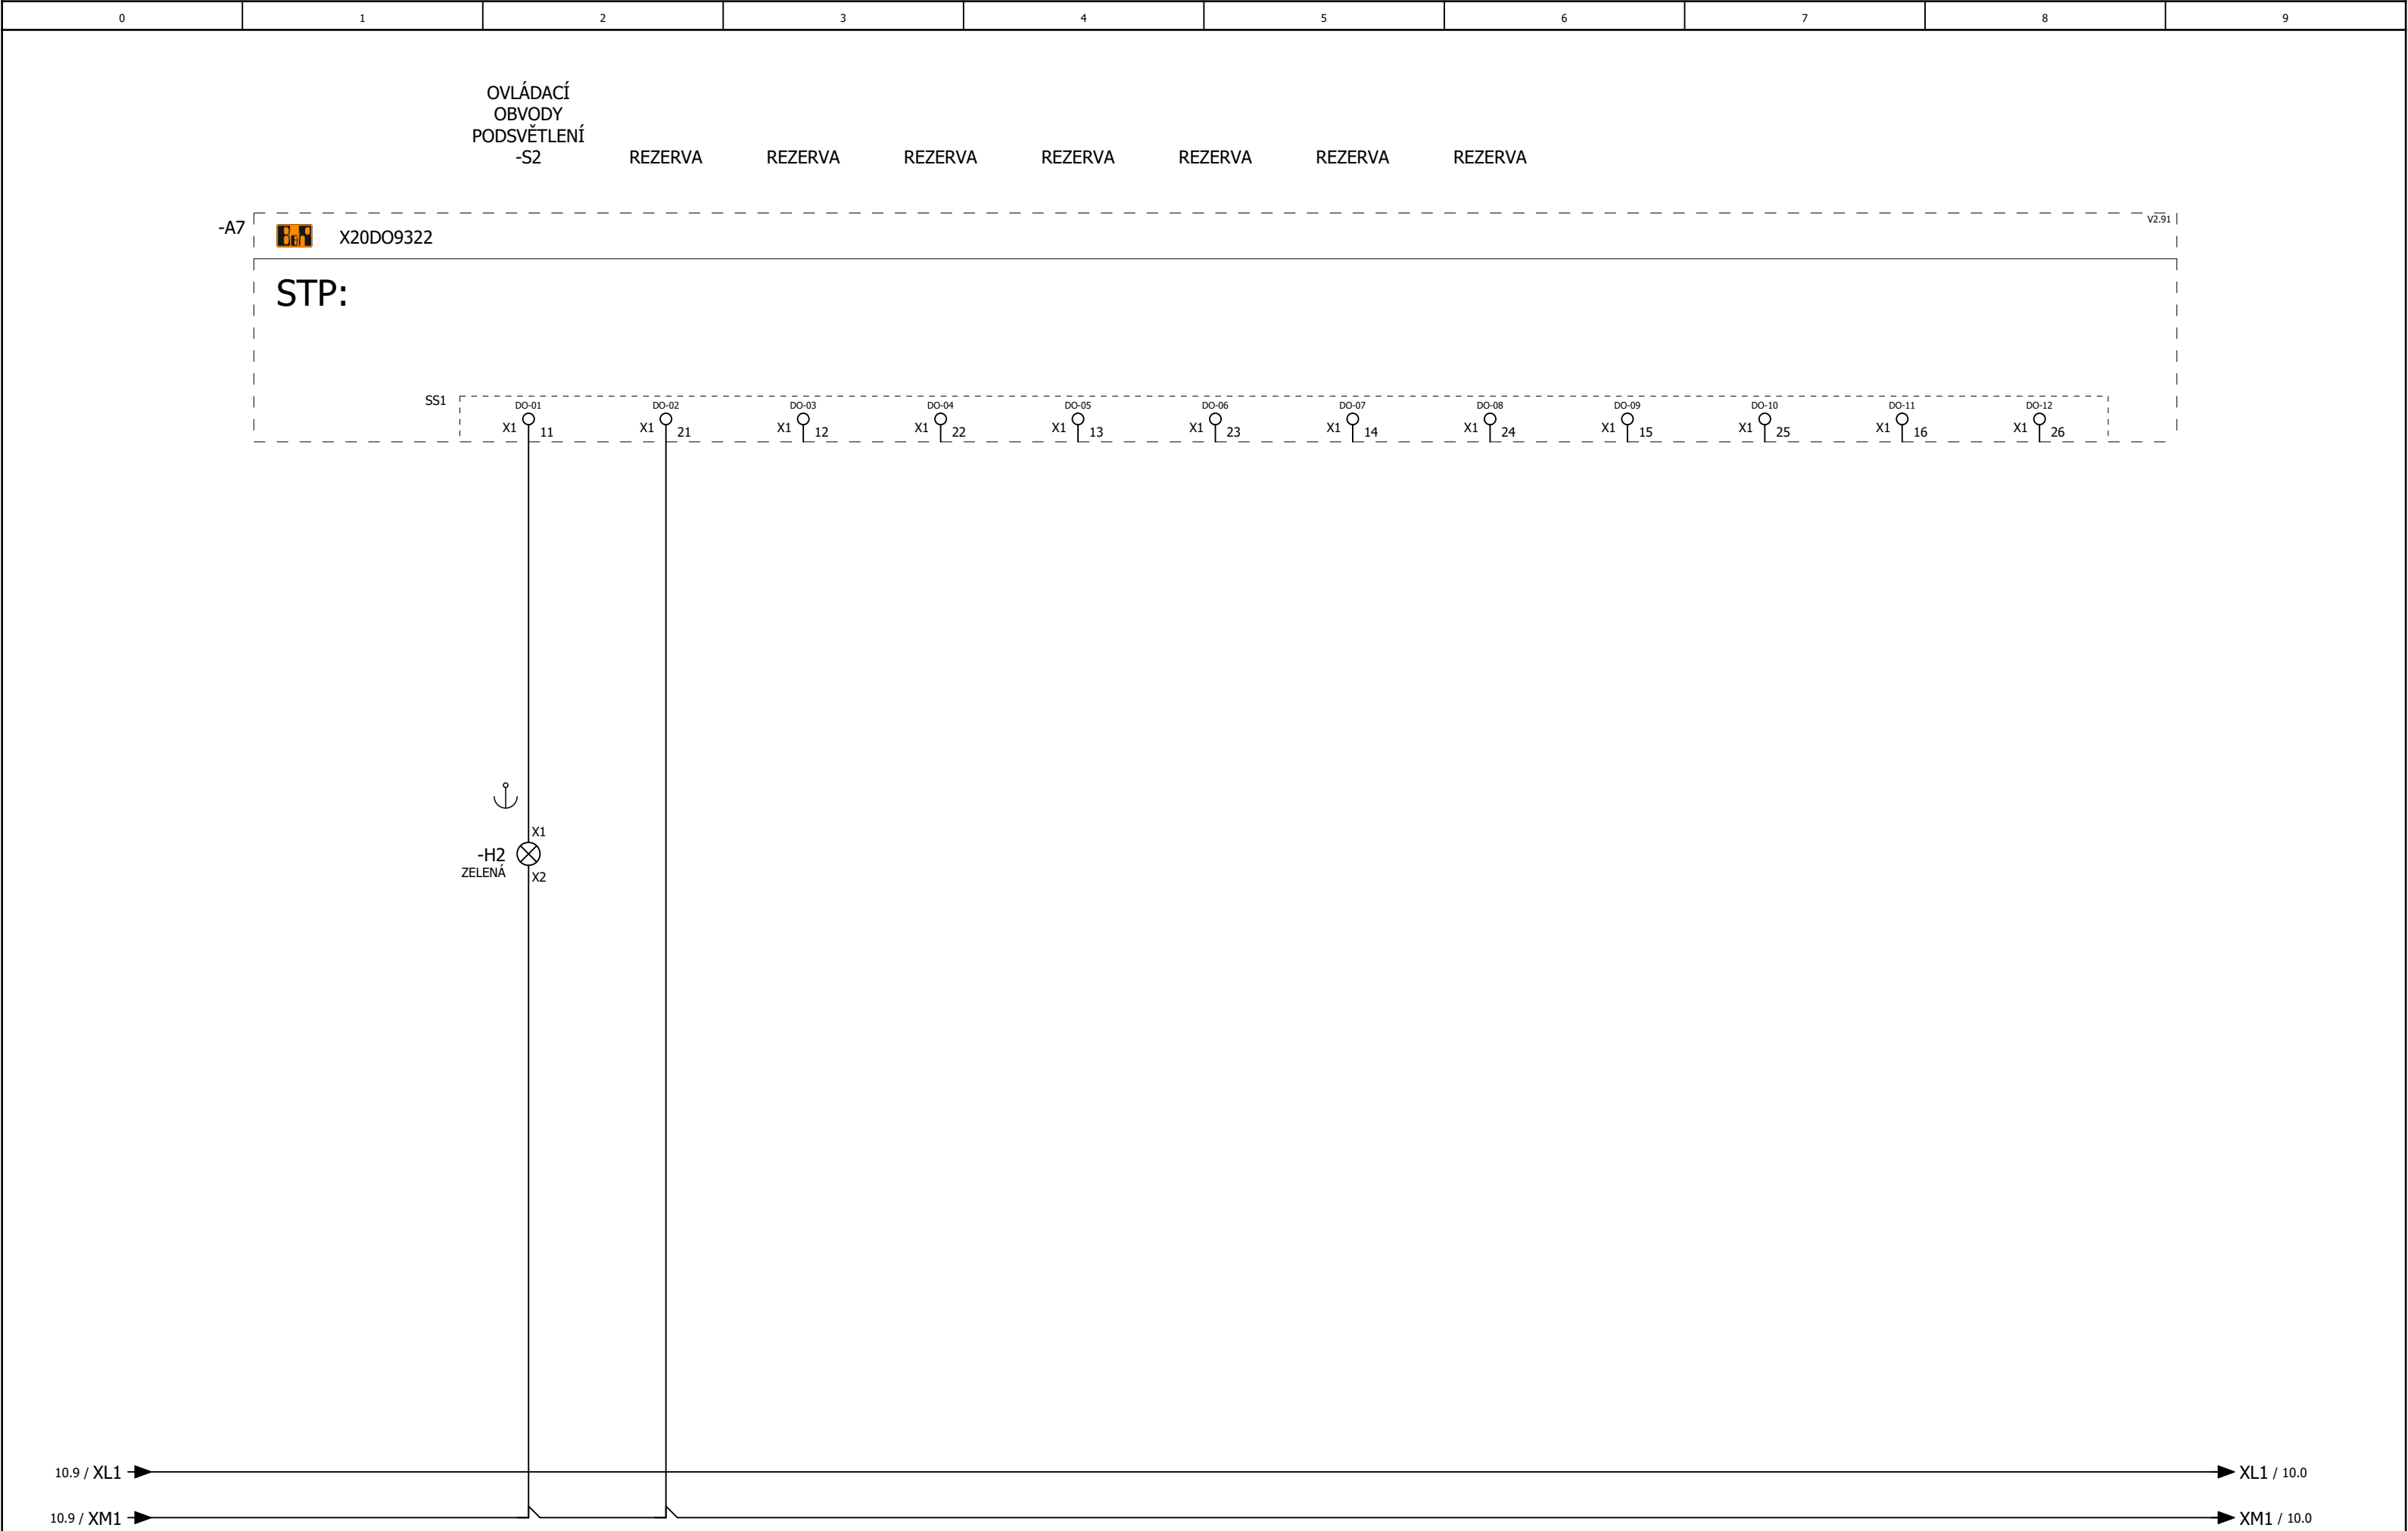 0 1 2 3 4 5 6 7 8 9
OVLÁDACÍ
OBVODY
PODSVĚTLENÍ
-S2 REZERVA REZERVA REZERVA REZERVA REZERVA REZERVA REZERVA
-A7 B&R X20DO9322 V2.91
STP:
SS1 DO-01 DO-02 DO-03 DO-04 DO-05 DO-06 DO-07 DO-08 DO-09 DO-10 DO-11 DO-12
X1 11 X1 21 X1 12 X1 22 X1 13 X1 23 X1 14 X1 24 X1 15 X1 25 X1 16 X1 26
X1
-H2
ZELENÁ
X2
10.9 / XL1 XL1 / 10.0
10.9 / XM1 XM1 / 10.0